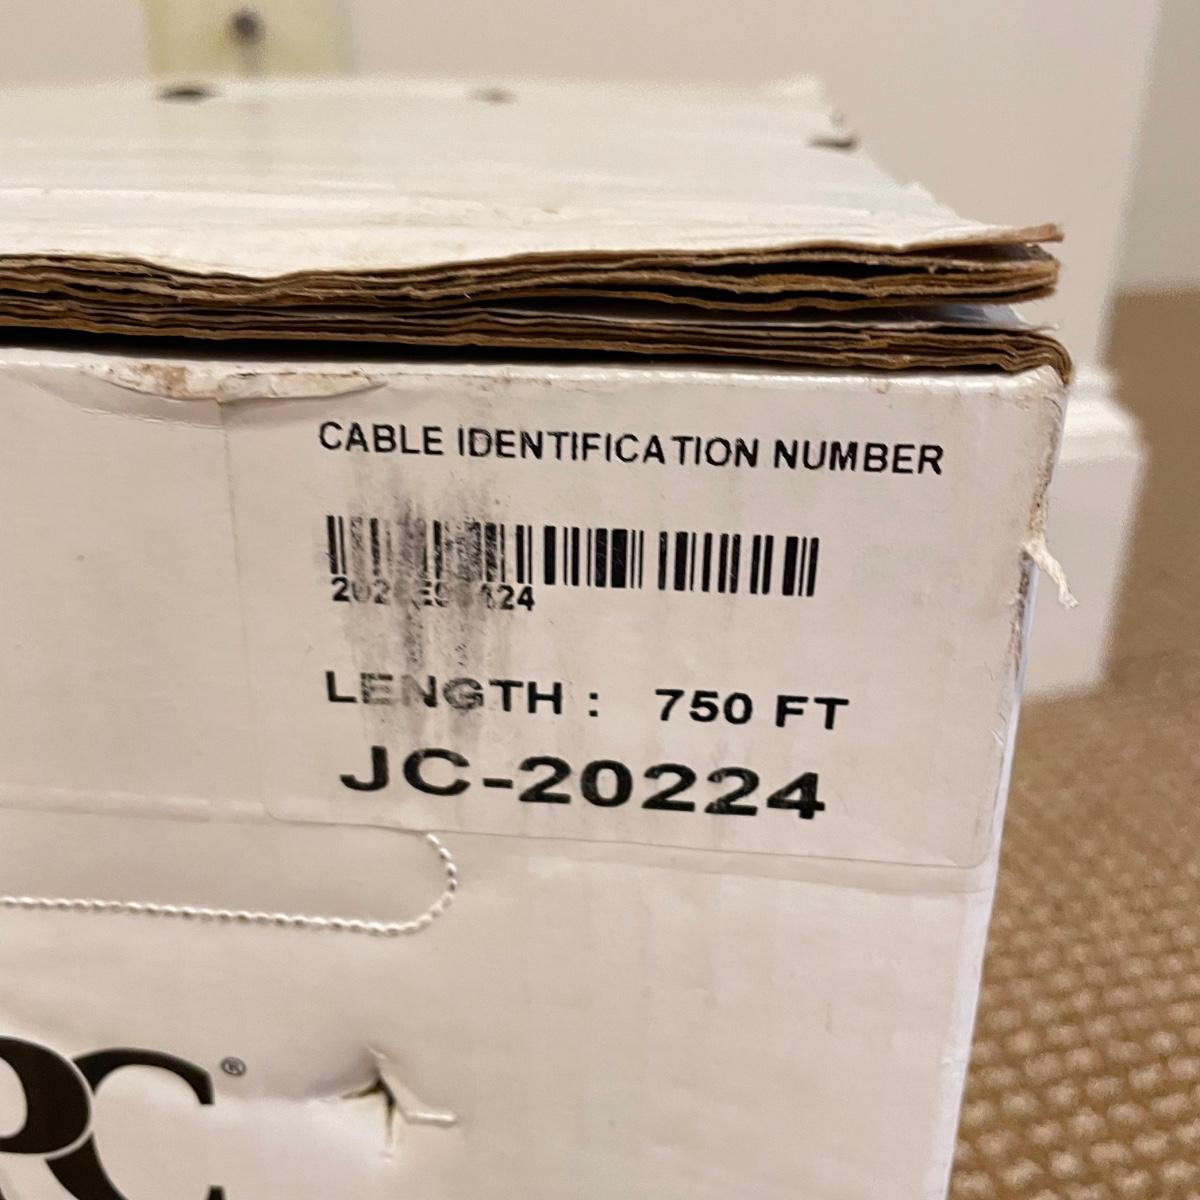 CABLE IDENTIFICATION NUMBER
LENGTH : 750 FT
JC-20224
®